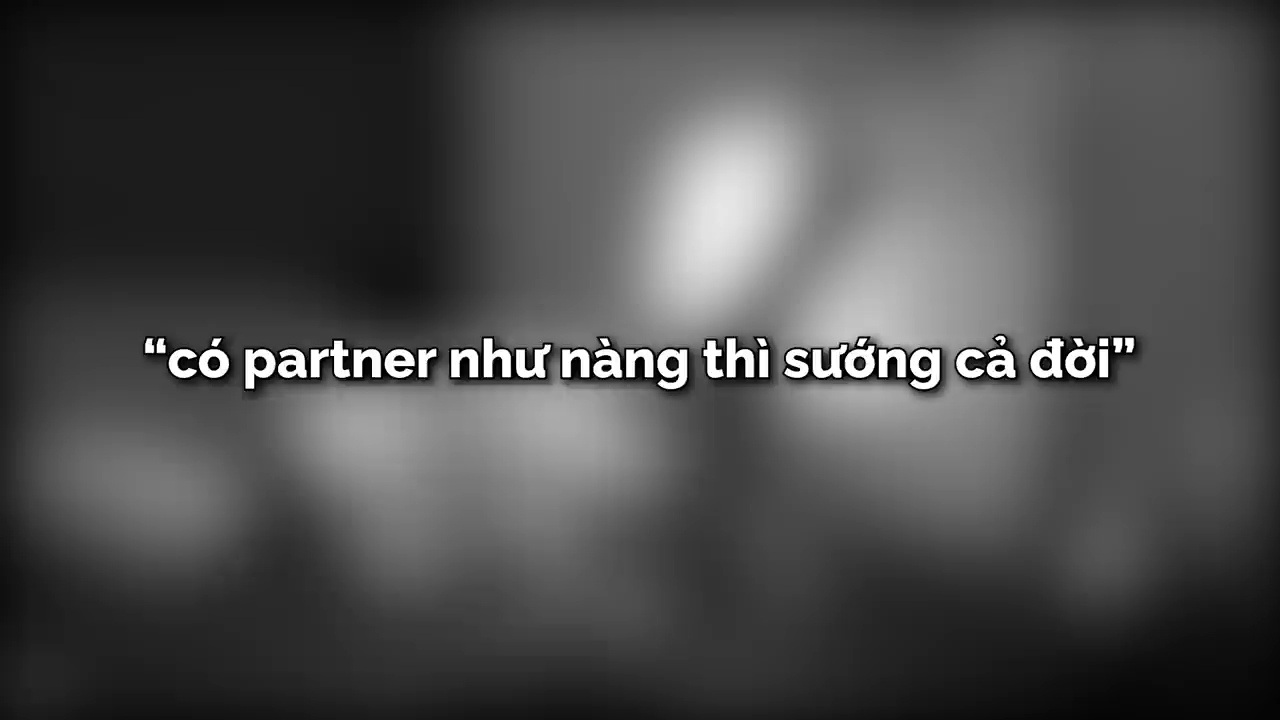 “có partner như nàng thì sướng cả đời”